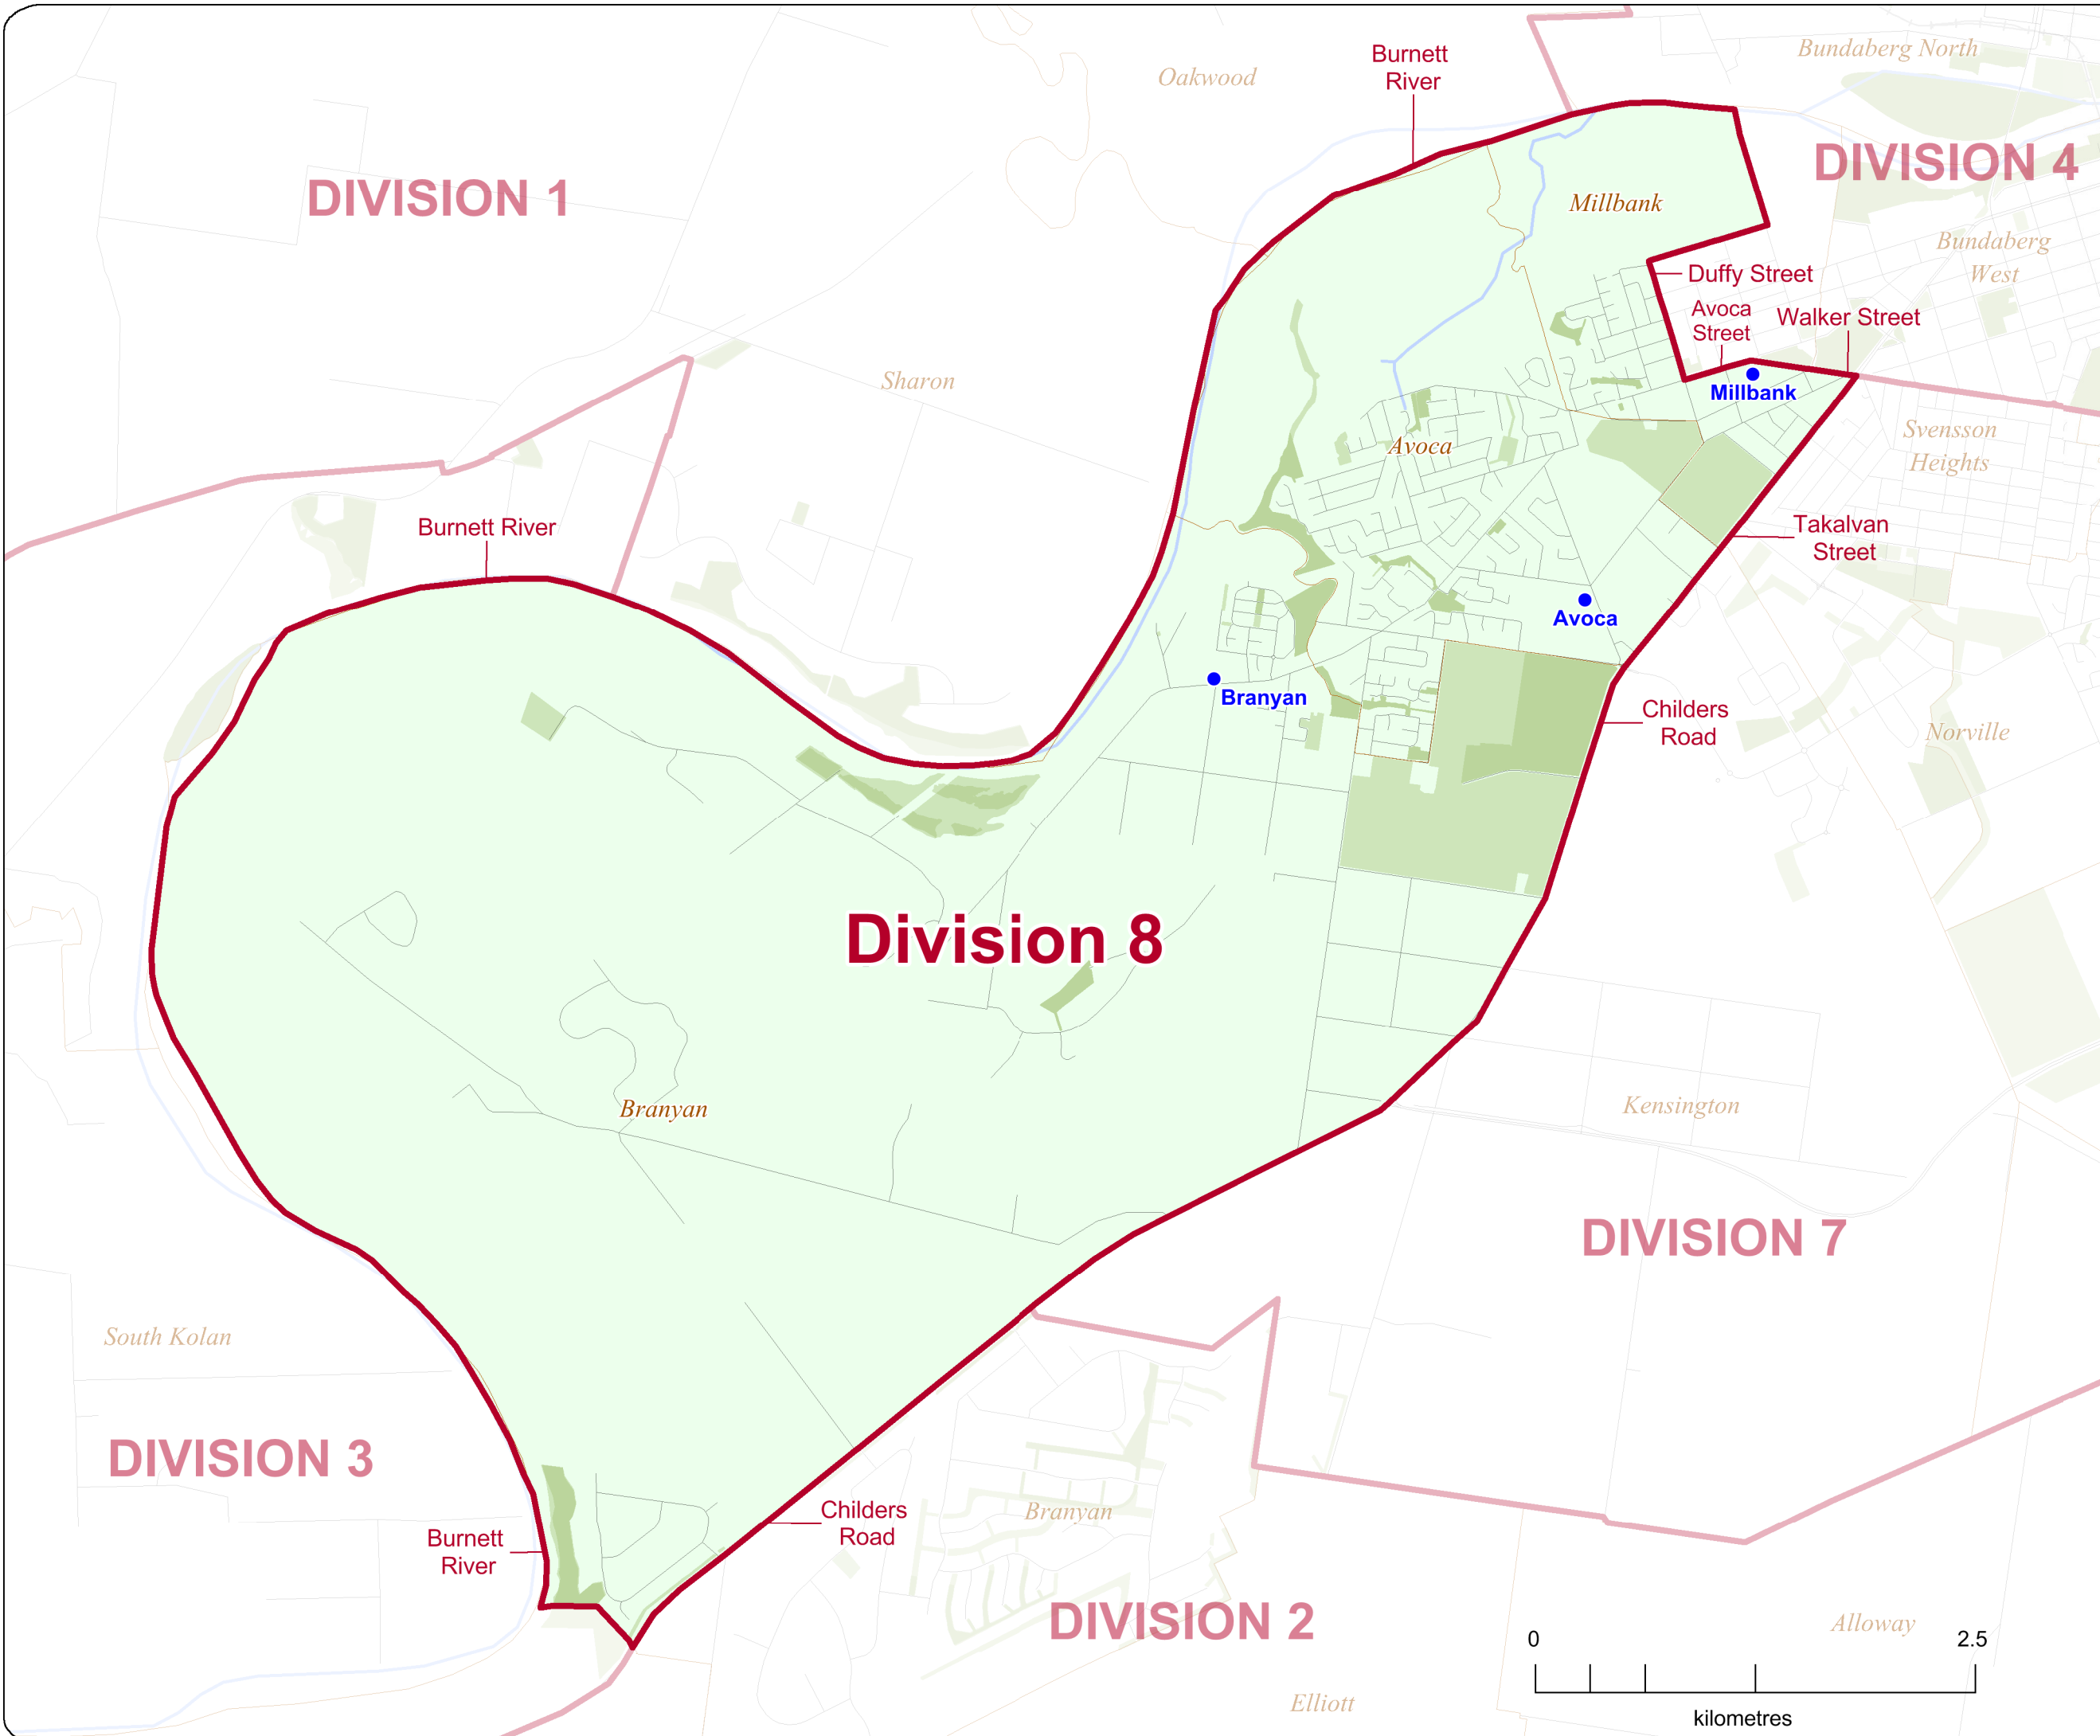 Burnett
River
Bundaberg North
Oakwood
DIVISION 4
DIVISION 1
Millbank
Bundaberg
West
Duffy Street
Avoca
Street
Walker Street
Sharon
Millbank
Avoca
Svensson
Heights
Burnett River
Takalvan
Street
Avoca
Branyan
Childers
Road
Norville
Division 8
Branyan
Kensington
DIVISION 7
South Kolan
DIVISION 3
Childers
Road
Branyan
Burnett
River
DIVISION 2
Alloway
0
2.5
Elliott
kilometres